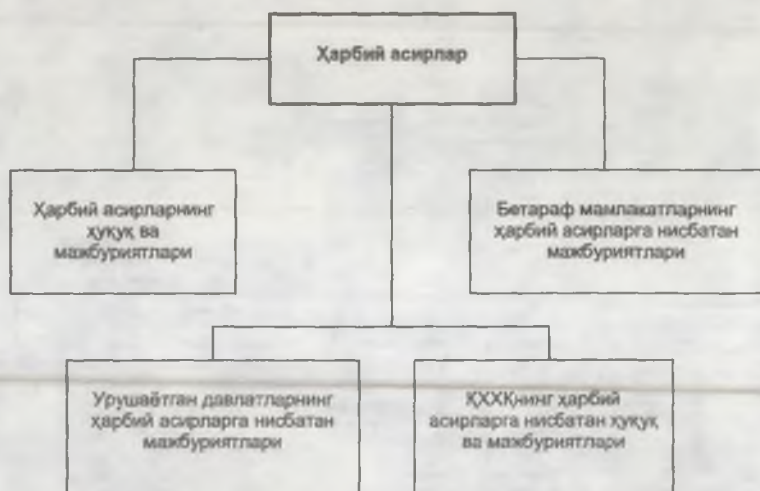 Ҳарбий асирлар
Ҳарбий асирларнинг
ҳуқуқ ва
мажбуриятлари
Бетараф мамлакатларнинг
ҳарбий асирларга нисбатан
мажбуриятлари
Урушаётган давлатларнинг
ҳарбий асирларга нисбатан
мажбуриятлари
ҚХХҚнинг ҳарбий
асирларга нисбатан ҳуқуқ
ва мажбуриятлари